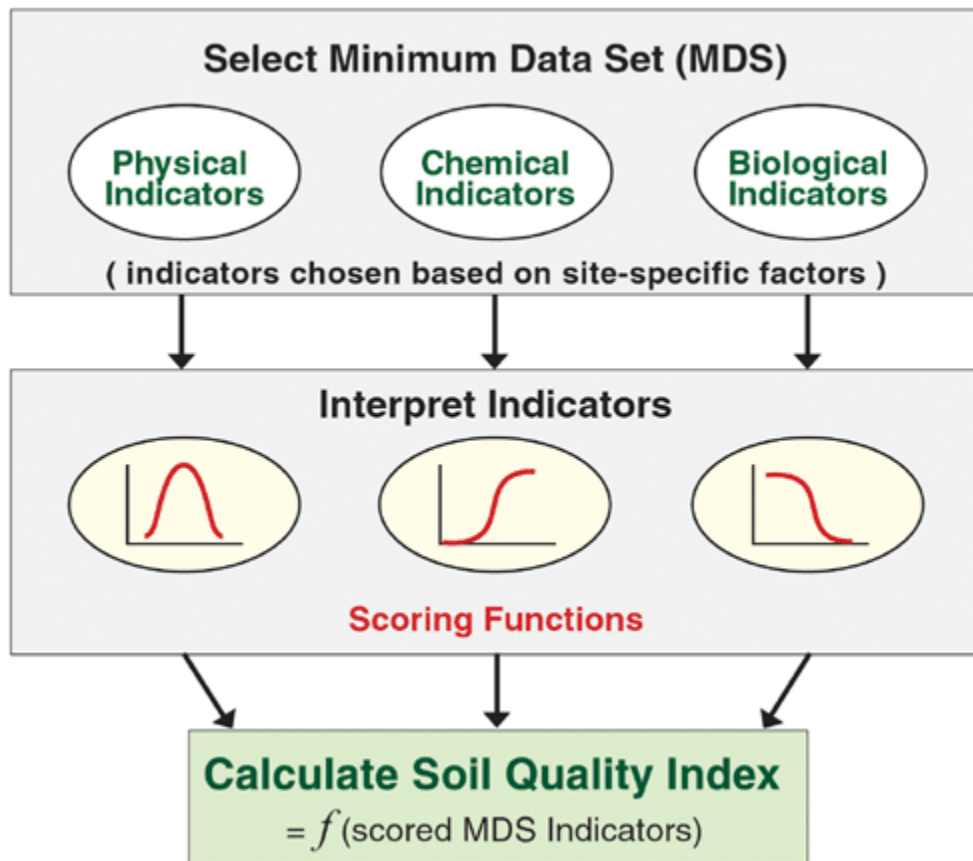 Select Minimum Data Set (MDS)
Physical
Indicators
Chemical
Indicators
Biological
Indicators
( indicators chosen based on site-specific factors )
Interpret Indicators
Scoring Functions
Calculate Soil Quality Index
= f (scored MDS Indicators)